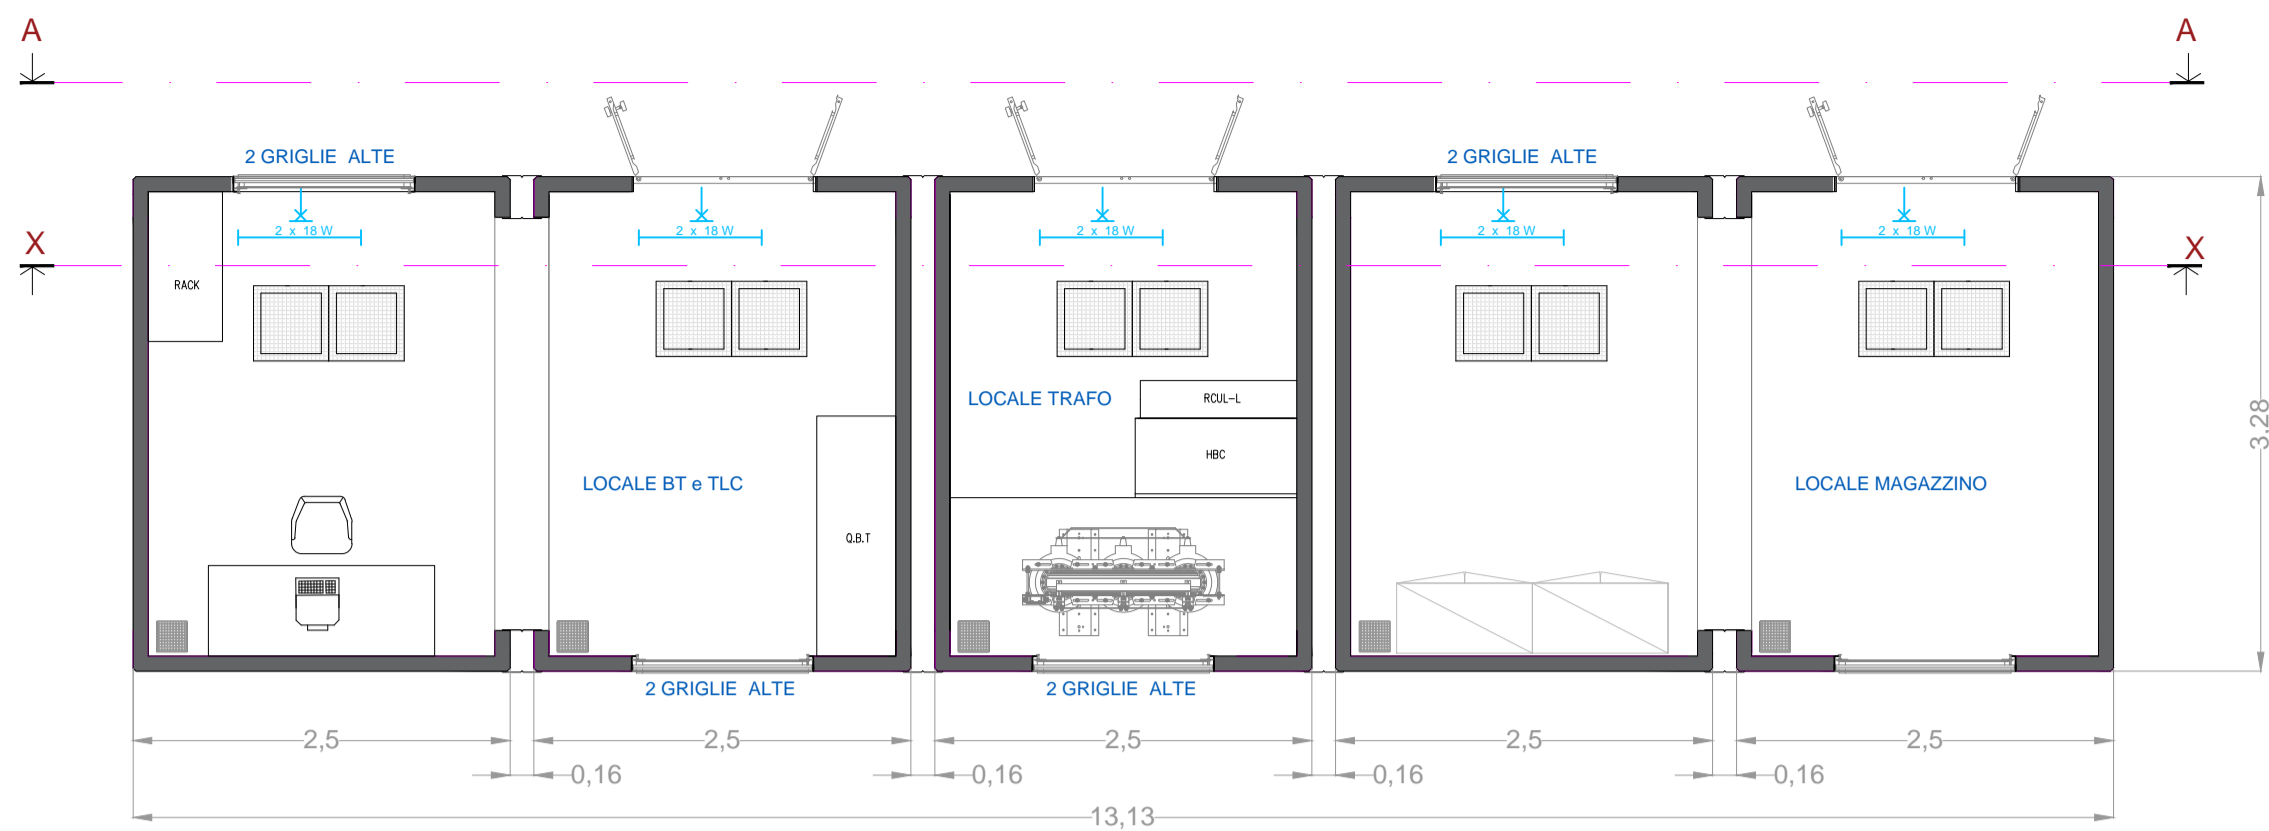 A A
2 GRIGLIE ALTE 2 GRIGLIE ALTE
2 x 18 W 2 x 18 W 2 x 18 W 2 x 18 W 2 x 18 W
X X
RACK
LOCALE TRAFO RCUL-L
HBC
LOCALE BT e TLC LOCALE MAGAZZINO
3.28
Q.B.T
2 GRIGLIE ALTE 2 GRIGLIE ALTE
2,5 2,5 2,5 2,5 2,5
0,16 0,16 0,16 0,16
13,13